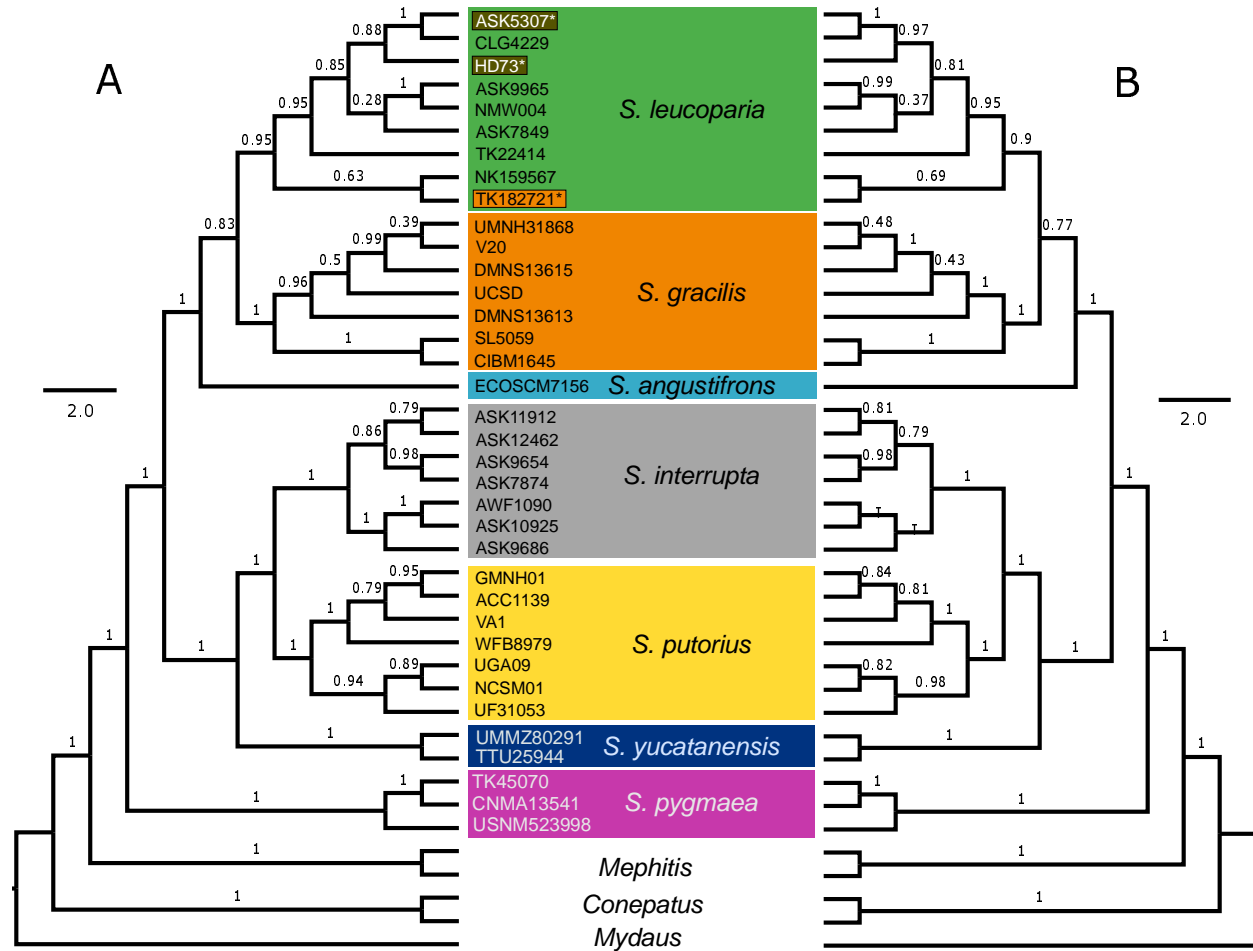 A
B
ASK5307*
CLG4229
HD73*
ASK9965
NMW004
ASK7849
TK22414
NK159567
TK182721*
S. leucoparia
UMNH31868
V20
DMNS13615
UCSD
DMNS13613
SL5059
CIBM1645
S. gracilis
ECOSCM7156
S. angustifrons
ASK11912
ASK12462
ASK9654
ASK7874
AWF1090
ASK10925
ASK9686
S. interrupta
GMNH01
ACC1139
VA1
WFB8979
UGA09
NCSM01
UF31053
S. putorius
UMMZ80291
TTU25944
S. yucatanensis
TK45070
CNMA13541
USNM523998
S. pygmaea
Mephitis
Conepatus
Mydaus
1
0.88
0.85
1
0.28
0.95
0.95
0.63
0.83
0.39
0.99
0.5
0.96
1
1
1
2.0
0.79
0.86
0.98
1
1
1
1
1
0.95
0.79
1
1
0.89
0.94
1
1
1
1
1
1
1
1
1
1
0.97
0.81
0.99
0.37
0.95
0.9
0.69
0.77
0.48
1
0.43
1
1
1
1
2.0
0.81
0.79
0.98
1
1
1
1
0.84
0.81
1
1
0.82
0.98
1
1
1
1
1
1
1